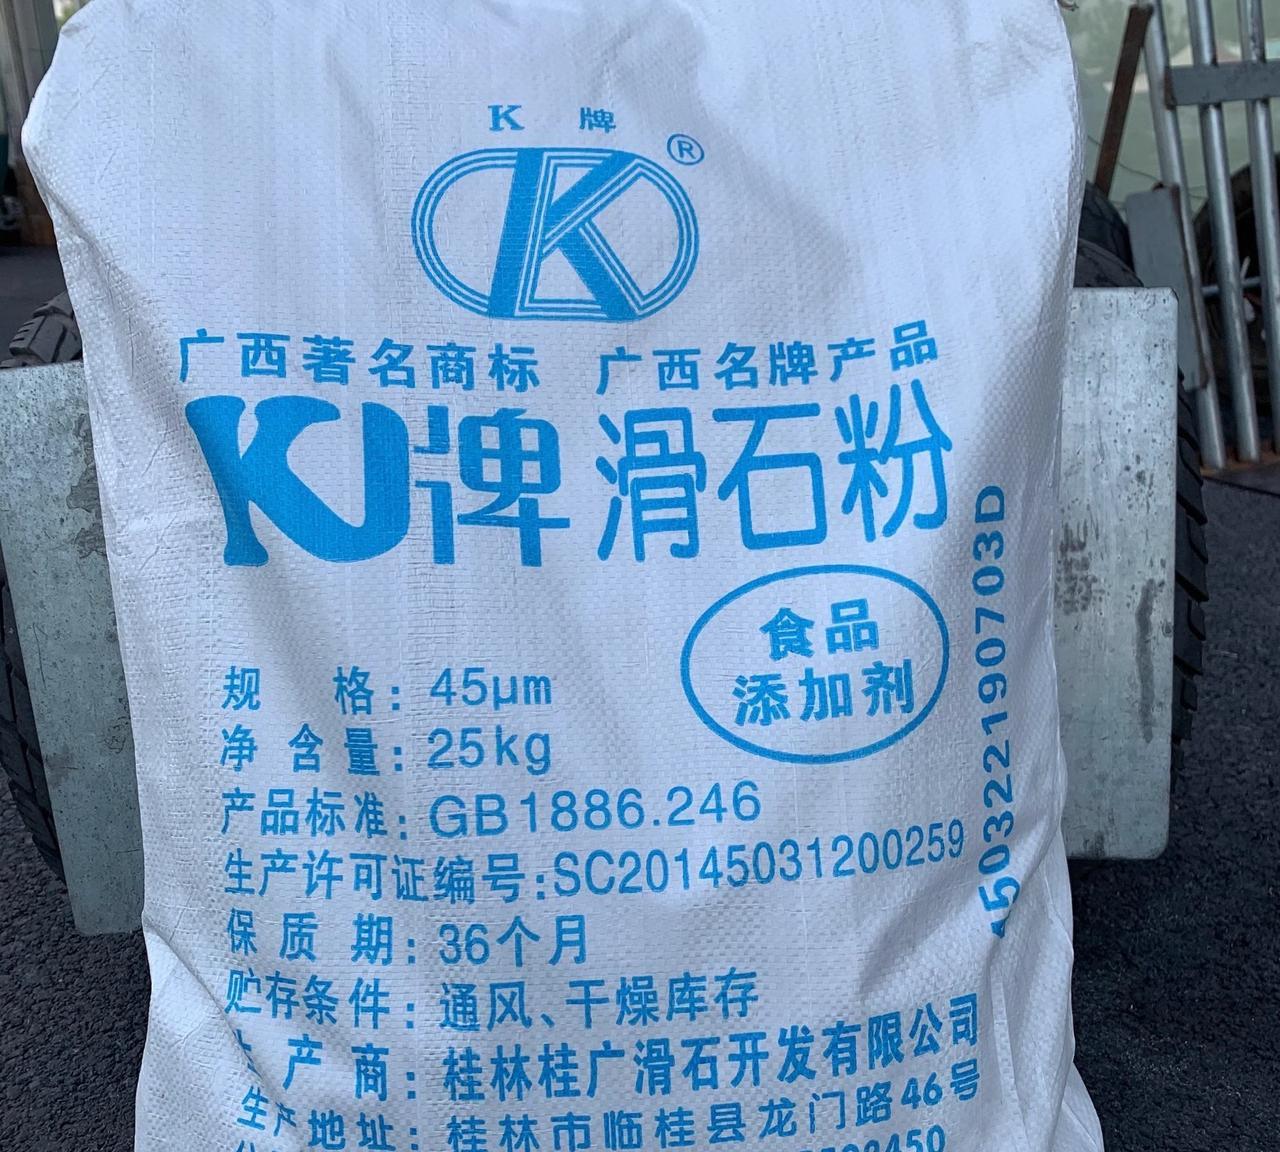 K 牌
K
®
广西著名商标 广西名牌产品
K牌滑石粉
食品
添加剂
规格：45μm
净含量：25kg
产品标准：GB1886.246
生产许可证编号：SC20145031200259
保质期：36个月
贮存条件：通风、干燥库存
生产商：桂林桂广滑石开发有限公司
生产地址：桂林市临桂县龙门路46号
450322190703D